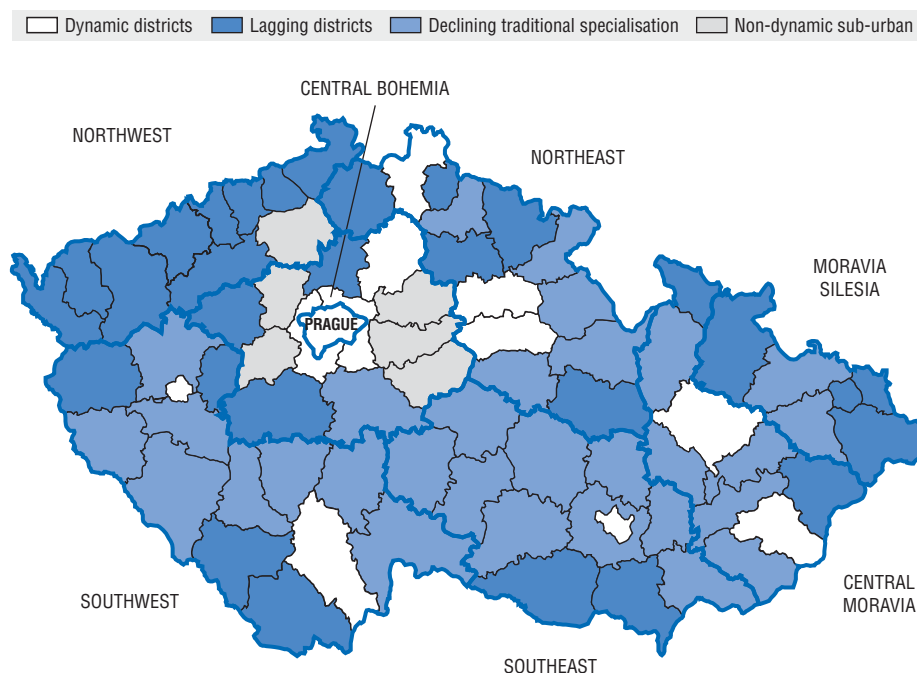 Dynamic districts Lagging districts Declining traditional specialisation Non-dynamic sub-urban
CENTRAL BOHEMIA
NORTHWEST
NORTHEAST
MORAVIA
SILESIA
PRAGUE
SOUTHWEST
CENTRAL
MORAVIA
SOUTHEAST